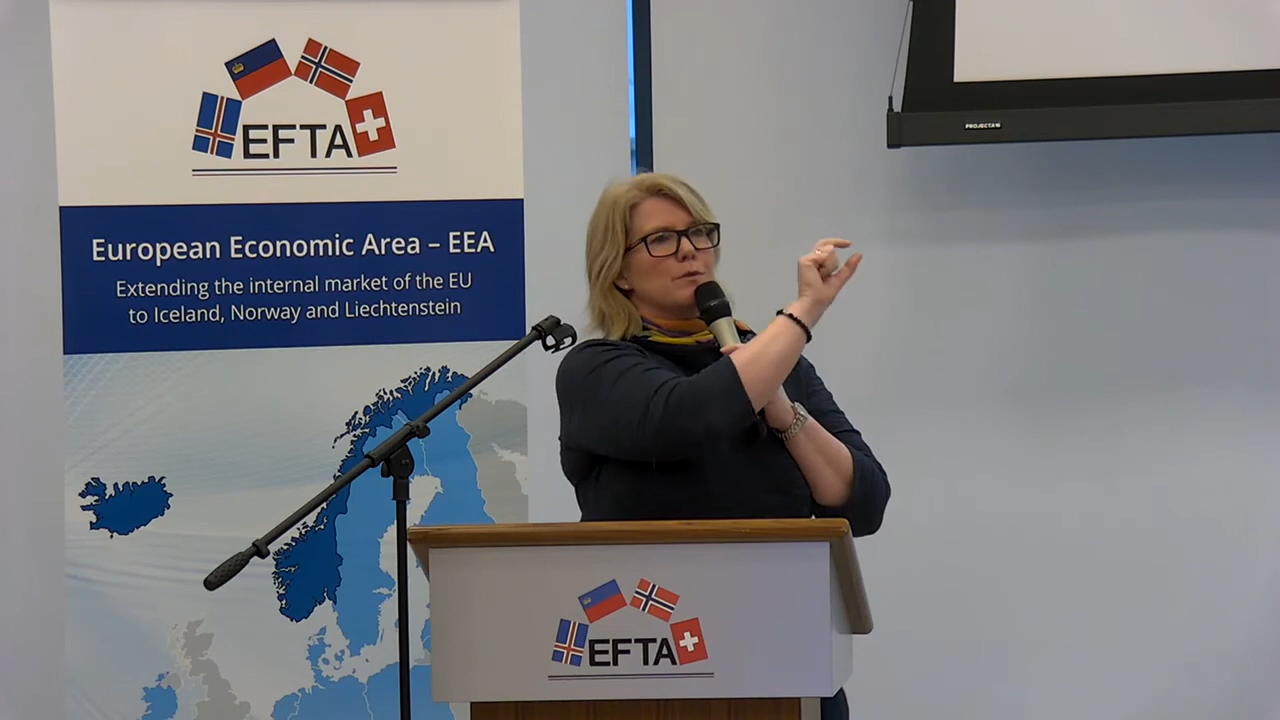 EFTA
European Economic Area – EEA
Extending the internal market of the EU
to Iceland, Norway and Liechtenstein
PROJECTA
EFTA